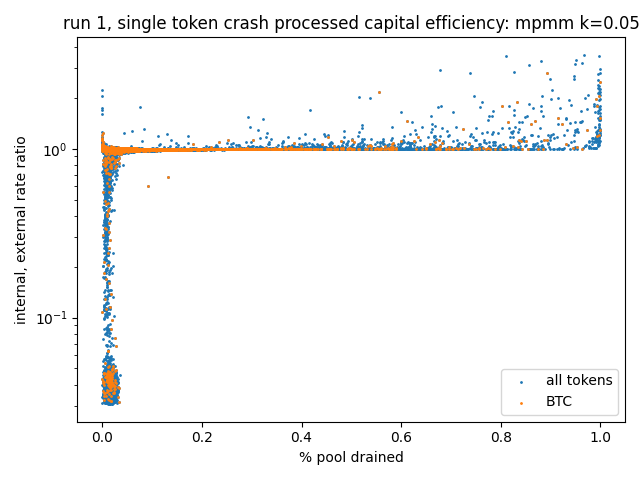 run 1, single token crash processed capital efficiency: mpmm k=0.05
internal, external rate ratio
10⁰
10⁻¹
0.0 0.2 0.4 0.6 0.8 1.0
% pool drained
all tokens
BTC